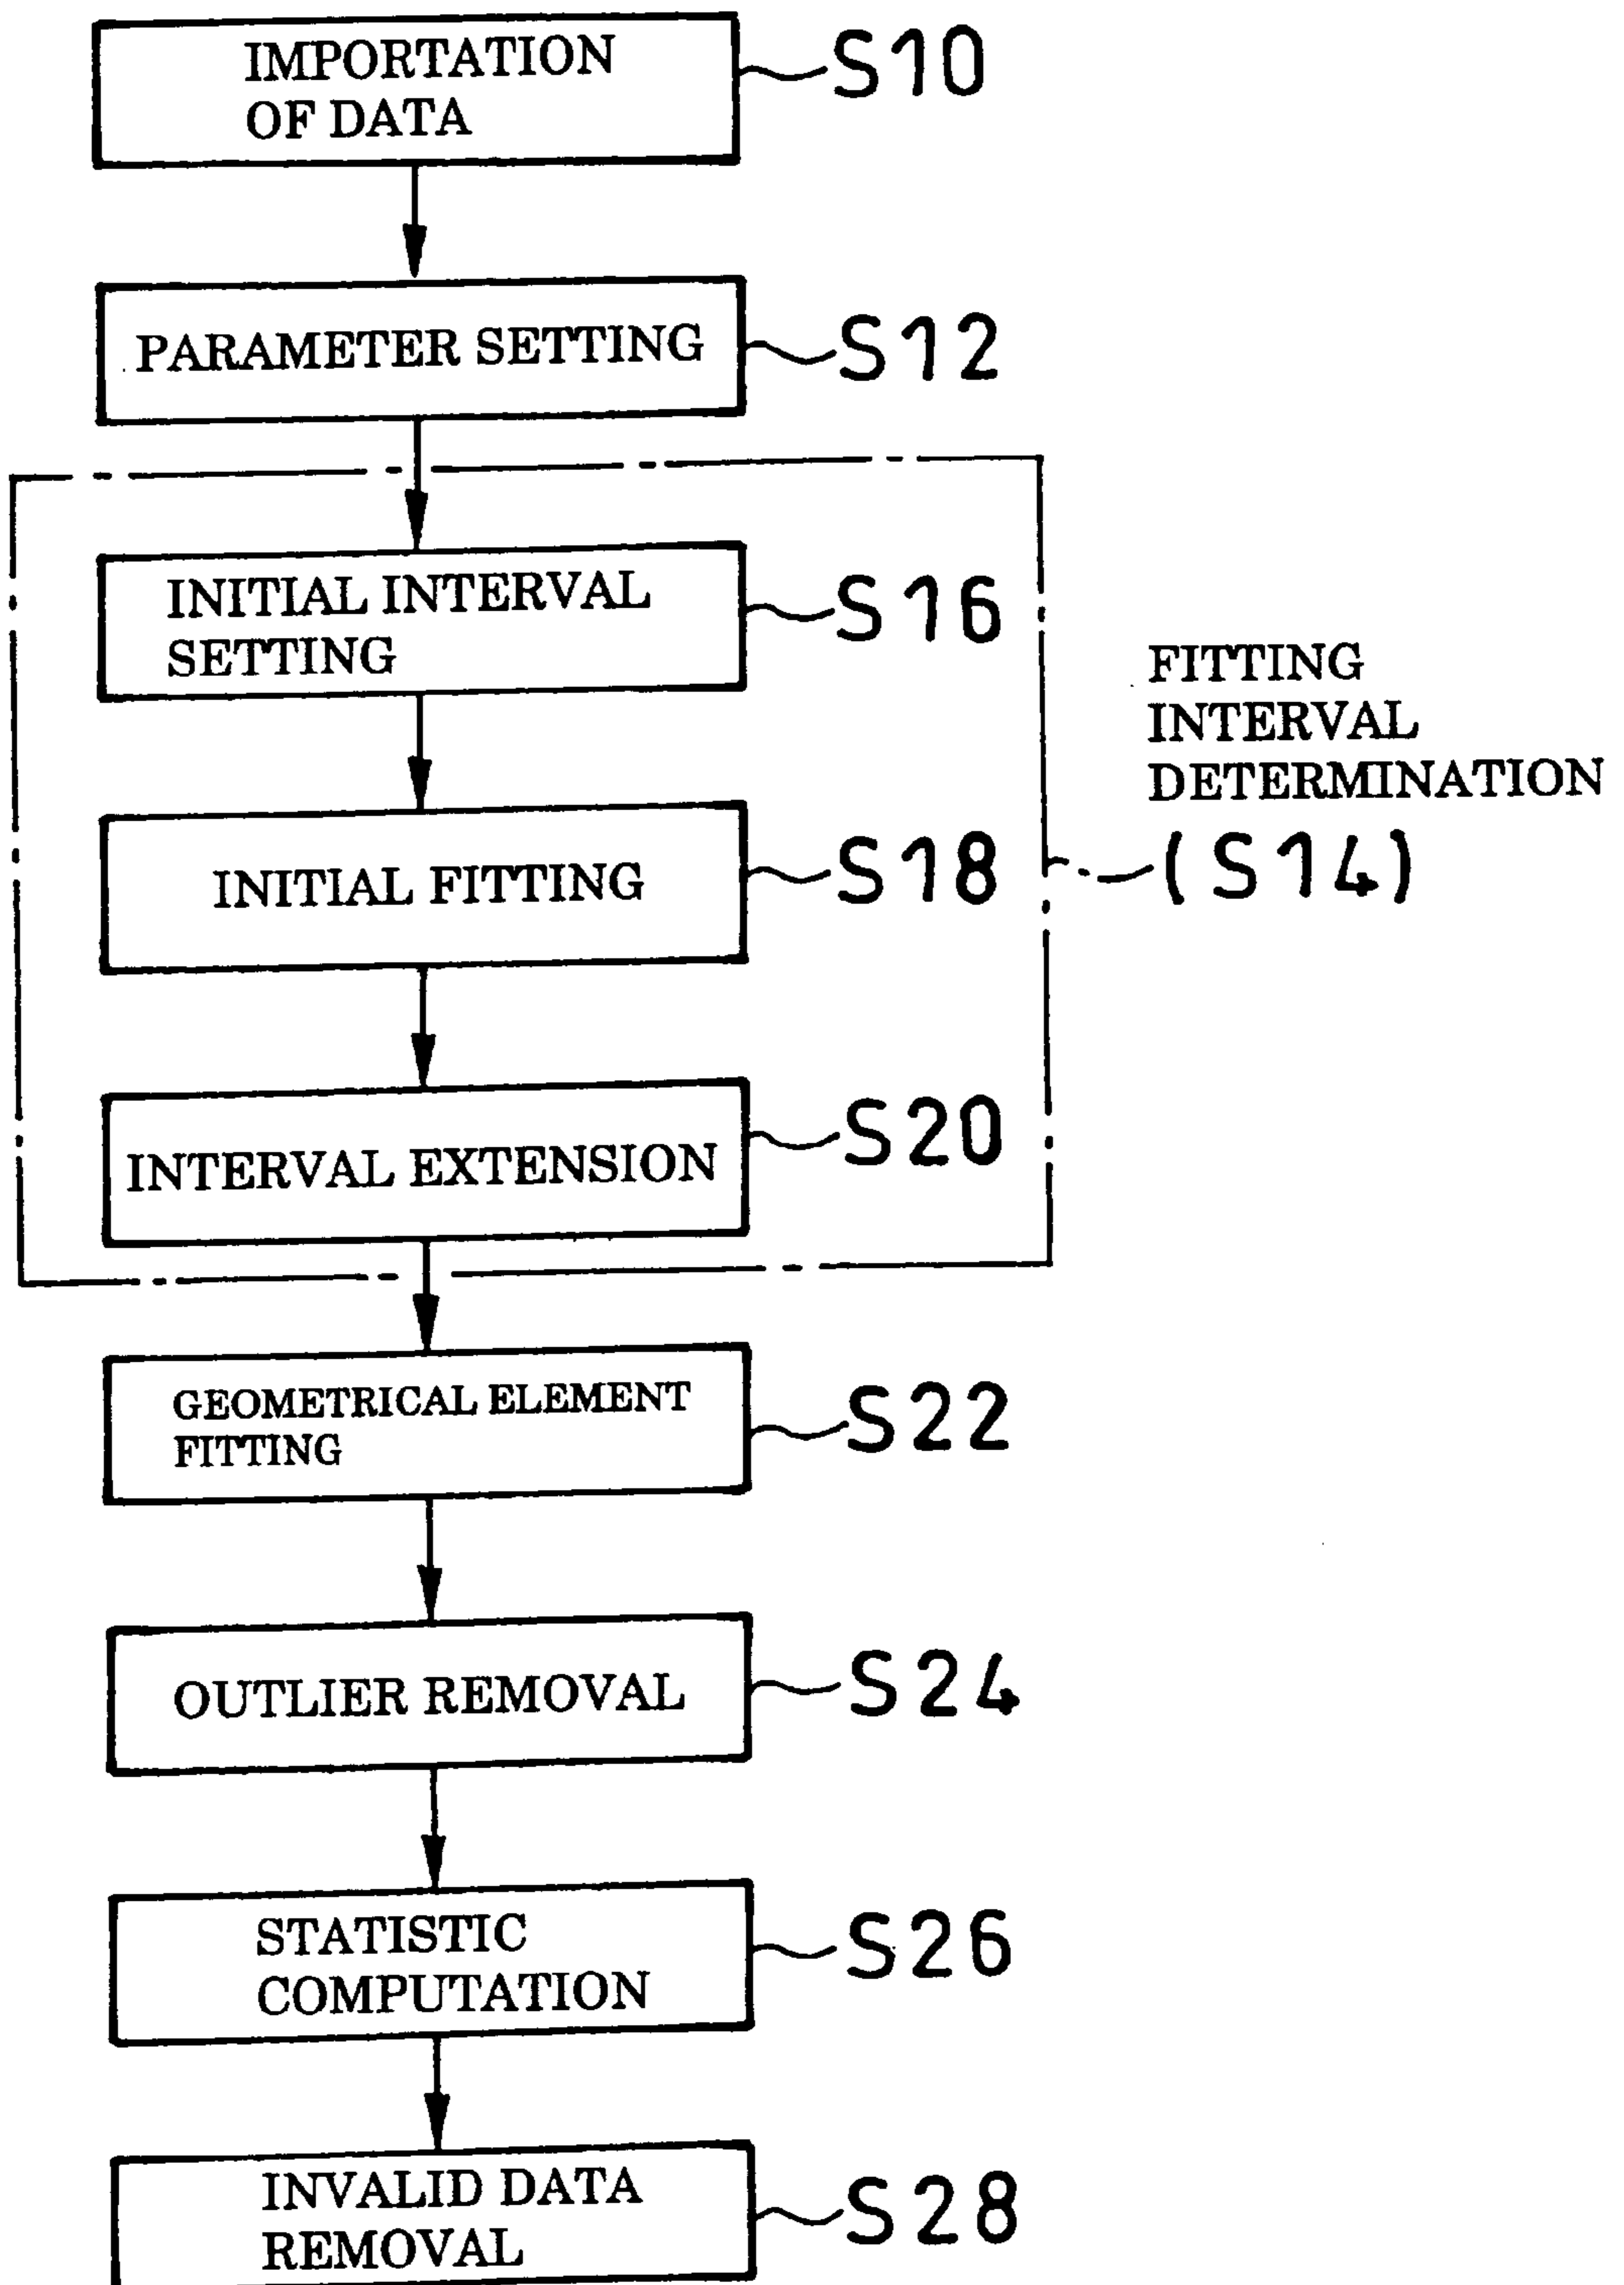 IMPORTATION
OF DATA
S10
PARAMETER SETTING
S12
INITIAL INTERVAL
SETTING
S16
FITTING
INTERVAL
DETERMINATION
(S14)
INITIAL FITTING
S18
INTERVAL EXTENSION
S20
GEOMETRICAL ELEMENT
FITTING
S22
OUTLIER REMOVAL
S24
STATISTIC
COMPUTATION
S26
INVALID DATA
REMOVAL
S28